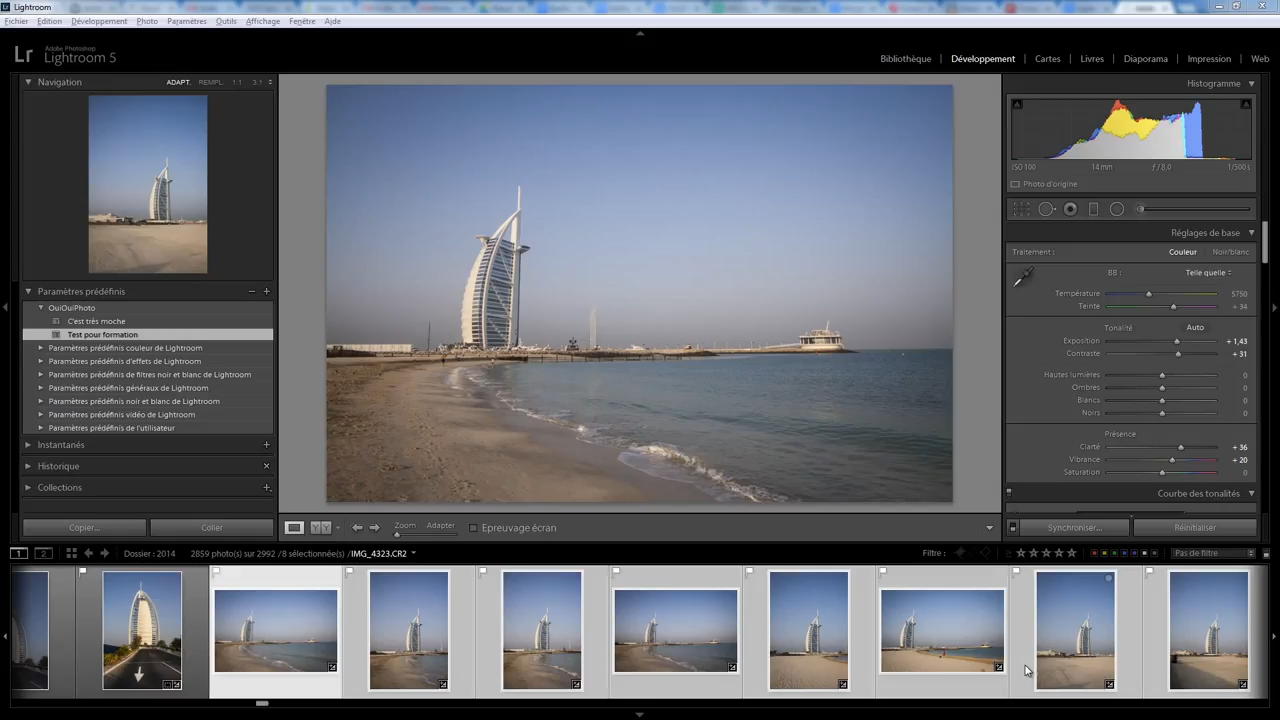 Lightroom
Fichier Edition Développement Photo Paramètres Outils Affichage Fenêtre Aide
Lr Adobe Photoshop
Lightroom 5
Bibliothèque Développement Cartes Livres Diaporama Impression Web
Navigation ADAPT. REMPL. 1:1 3:1
Histogramme
ISO 100 14 mm ƒ / 8,0 1/500 s
Photo d'origine
Réglages de base
Traitement : Couleur Noir/blanc
BB : Telle quelle
Température 5750
Teinte + 34
Tonalité Auto
Exposition + 1,43
Contraste + 31
Hautes lumières 0
Ombres 0
Blancs 0
Noirs 0
Présence
Clarté + 36
Vibrance + 20
Saturation 0
Courbe des tonalités
Paramètres prédéfinis
OuiOuiPhoto
C'est très moche
Test pour formation
Paramètres prédéfinis couleur de Lightroom
Paramètres prédéfinis d'effets de Lightroom
Paramètres prédéfinis de filtres noir et blanc de Lightroom
Paramètres prédéfinis généraux de Lightroom
Paramètres prédéfinis noir et blanc de Lightroom
Paramètres prédéfinis vidéo de Lightroom
Paramètres prédéfinis de l'utilisateur
Instantanés
Historique
Collections
Copier... Coller
Y Y Zoom Adapter Epreuvage écran
Synchroniser... Réinitialiser
1 2 Dossier : 2014 2859 photo(s) sur 2992 /8 sélectionnée(s) /IMG_4323.CR2 Filtre : Pas de filtre